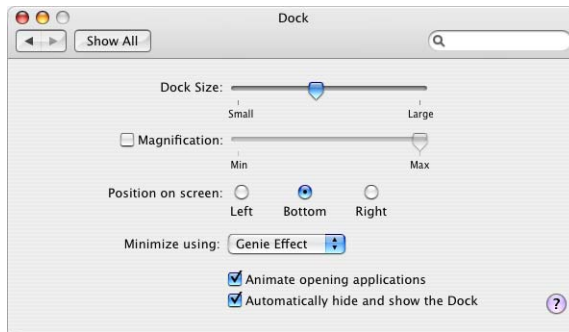 Dock
Show All
Dock Size:
Small Large
Magnification:
Min Max
Position on screen:
Left Bottom Right
Minimize using: Genie Effect
Animate opening applications
Automatically hide and show the Dock
?